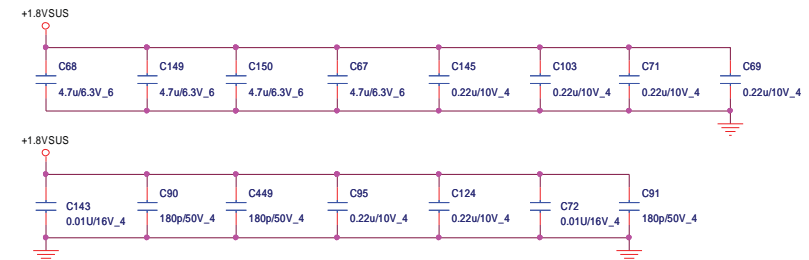 +1.8VSUS
C68 C149 C150 C67 C145 C103 C71 C69
4.7u/6.3V_6 4.7u/6.3V_6 4.7u/6.3V_6 4.7u/6.3V_6 0.22u/10V_4 0.22u/10V_4 0.22u/10V_4 0.22u/10V_4
+1.8VSUS
C143 C90 C449 C95 C124 C72 C91
0.01U/16V_4 180p/50V_4 180p/50V_4 0.22u/10V_4 0.22u/10V_4 0.01U/16V_4 180p/50V_4